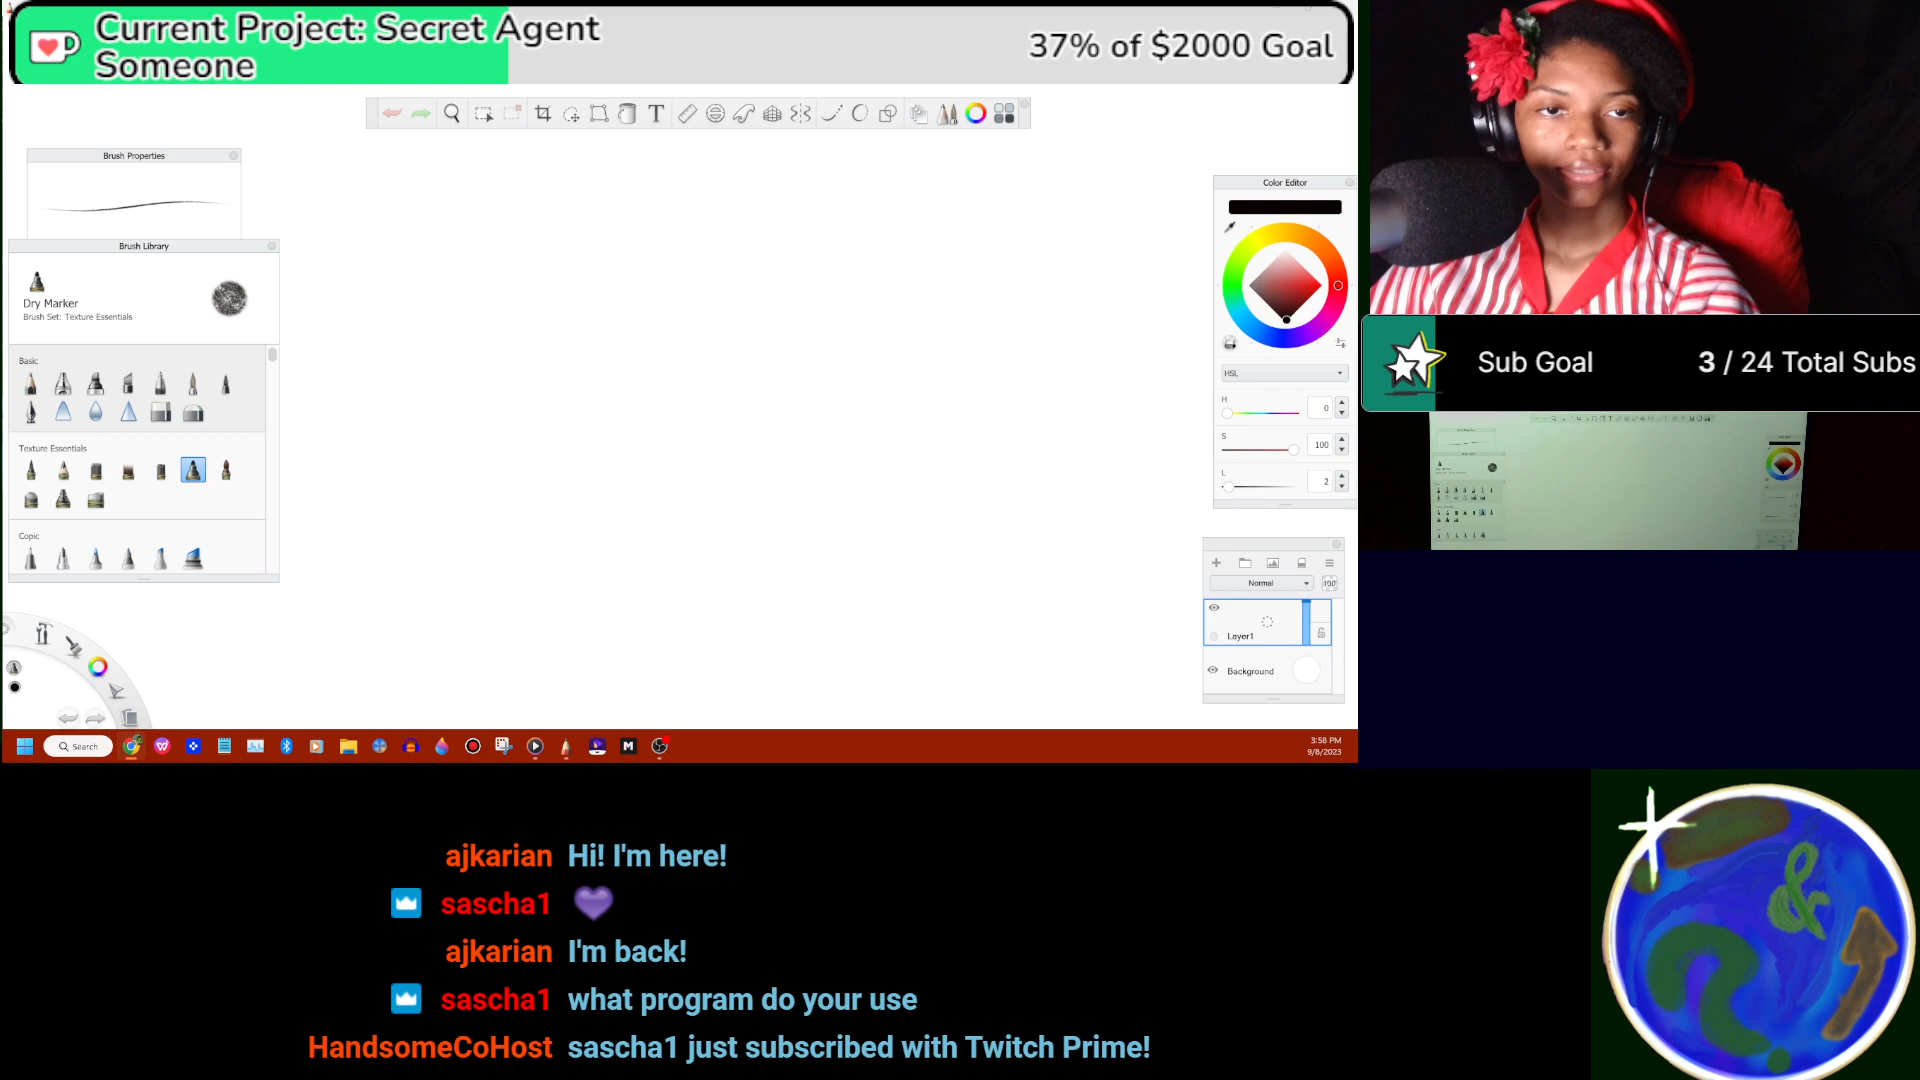 Current Project: Secret Agent
Someone
37% of $2000 Goal
T
Brush Properties
Brush Library
Dry Marker
Brush Set: Texture Essentials
Basic
Texture Essentials
Copic
Color Editor
HSL
H
0
S
100
L
2
Normal
100
Layer1
Background
Sub Goal
3 / 24 Total Subs
Search
M
3:58 PM
9/8/2023
ajkarian Hi! I'm here!
sascha1
ajkarian I'm back!
sascha1 what program do your use
HandsomeCoHost sascha1 just subscribed with Twitch Prime!
&